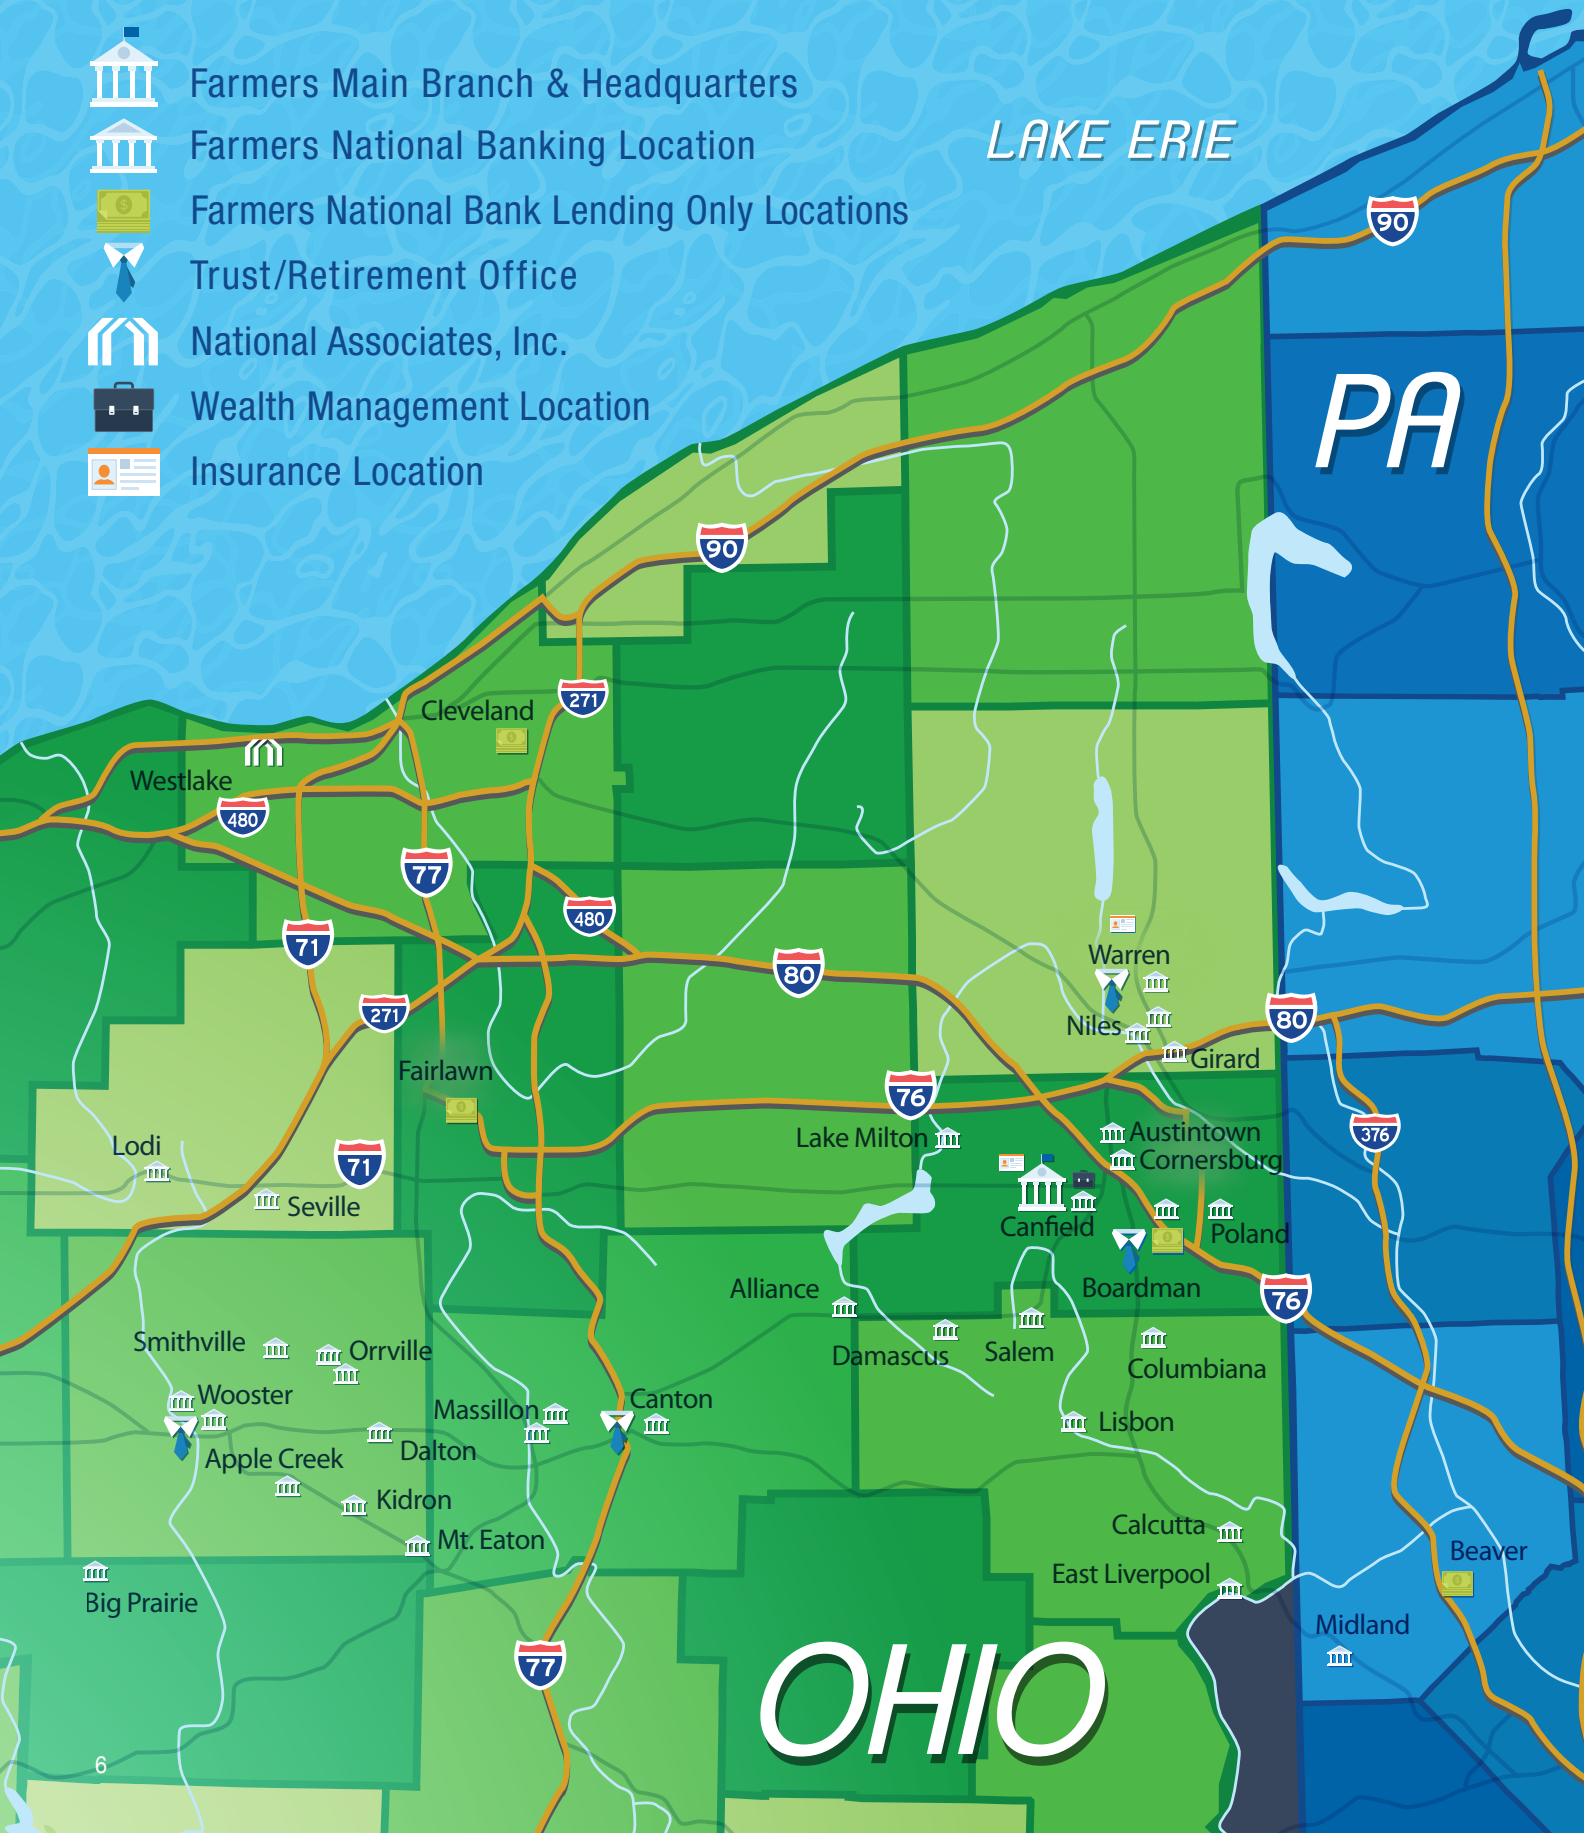 Farmers Main Branch & Headquarters
Farmers National Banking Location
LAKE ERIE
Farmers National Bank Lending Only Locations
90
Trust/Retirement Office
National Associates, Inc.
PA
Wealth Management Location
Insurance Location
90
271
Cleveland
Westlake
480
77
480
71
80
Warren
271
Niles
80
Girard
Fairlawn
76
Lake Milton
Austintown
376
Cornersburg
Lodi
71
Seville
Canfield
Poland
Alliance
Boardman
76
Smithville
Orrville
Damascus
Salem
Columbiana
Wooster
Massillon
Canton
Lisbon
Apple Creek
Dalton
Kidron
Calcutta
Mt. Eaton
Beaver
East Liverpool
Big Prairie
Midland
77
OHIO
6